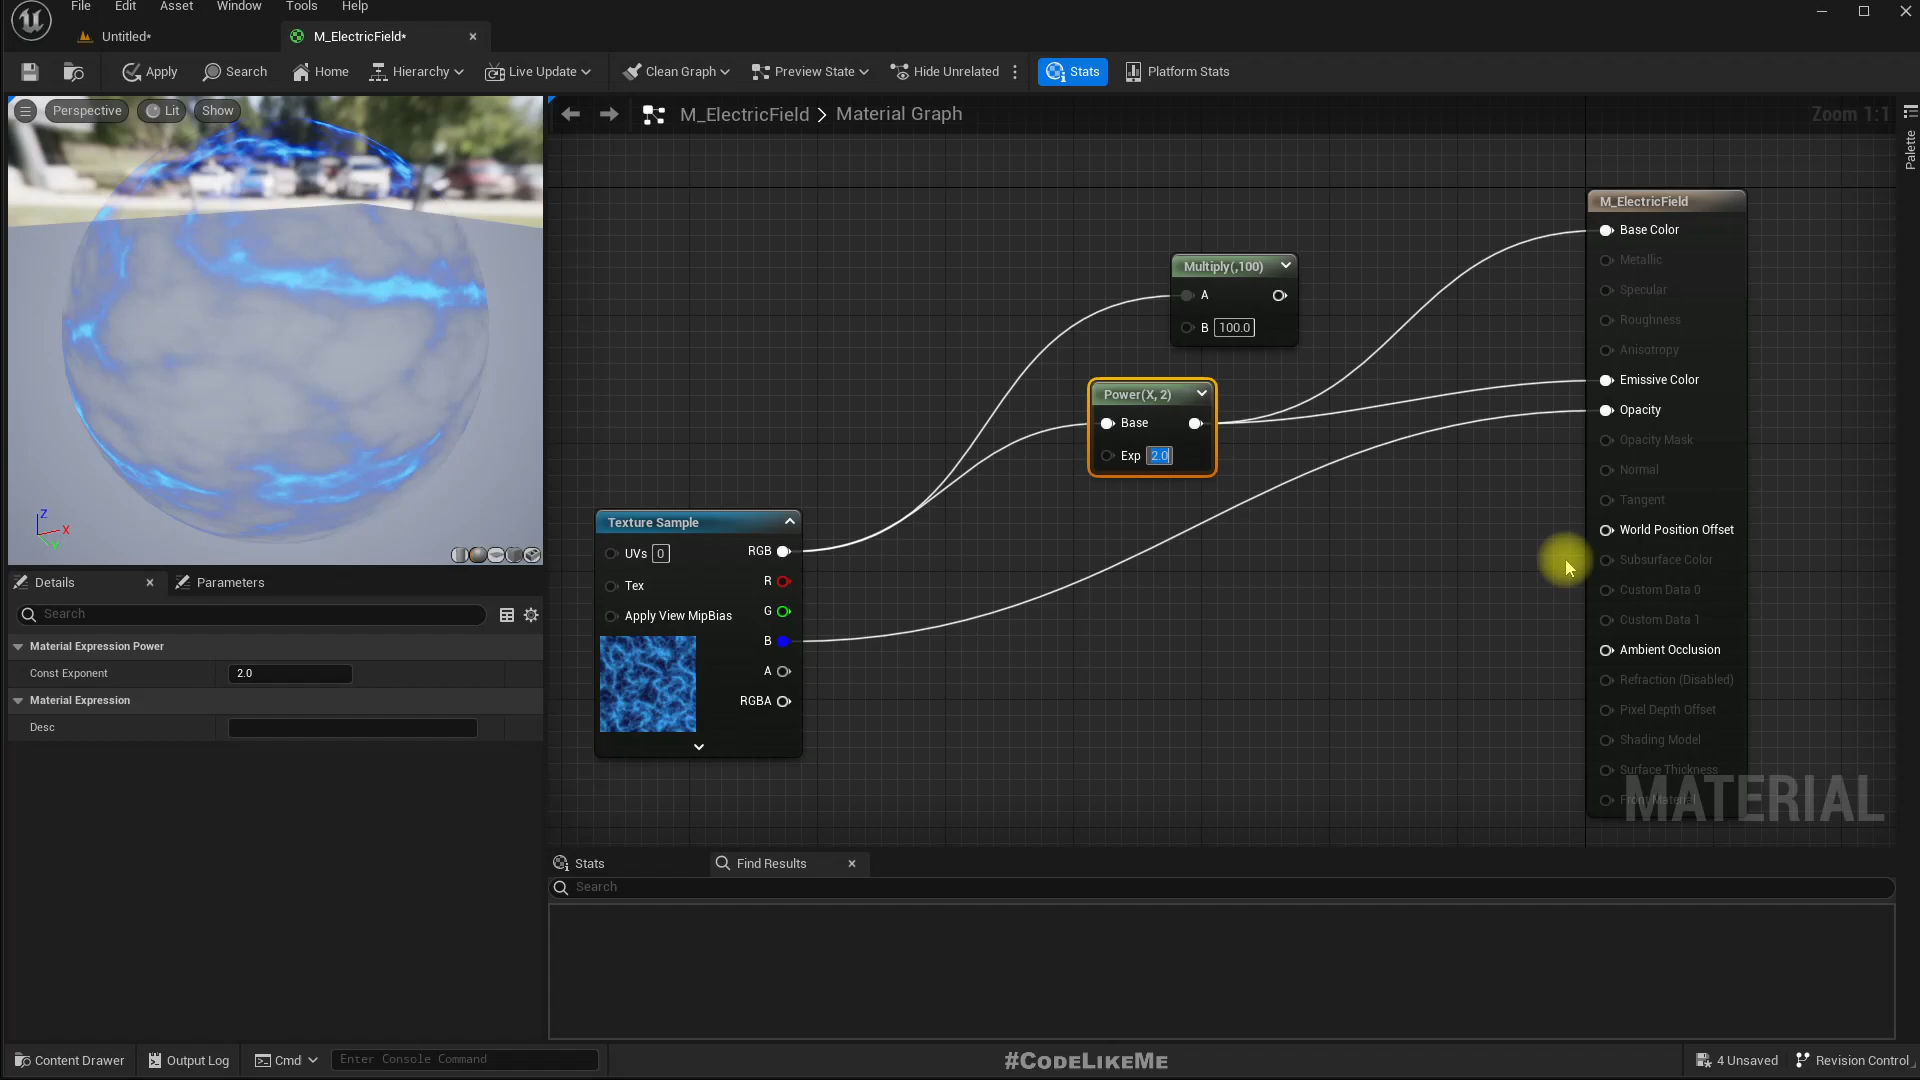 File Edit Asset Window Tools Help
Untitled* M_ElectricField*
Apply Search Home Hierarchy Live Update Clean Graph Preview State Hide Unrelated Stats Platform Stats
Perspective Lit Show
M_ElectricField > Material Graph Zoom 1:1
Palette
Multiply(,100)
A
B 100.0
Power(X, 2)
Base
Exp 2.0
Texture Sample
UVs 0 RGB
Tex R
G
Apply View MipBias
B
A
RGBA
M_ElectricField
Base Color
Metallic
Specular
Roughness
Anisotropy
Emissive Color
Opacity
Opacity Mask
Normal
Tangent
World Position Offset
Subsurface Color
Custom Data 0
Custom Data 1
Ambient Occlusion
Refraction (Disabled)
Pixel Depth Offset
Shading Model
Surface Thickness
Front Material
MATERIAL
Z
X
Y
Details Parameters
Search
Material Expression Power
Const Exponent 2.0
Material Expression
Desc
Stats Find Results
Search
Content Drawer Output Log Cmd Enter Console Command #CODELIKEME 4 Unsaved Revision Control